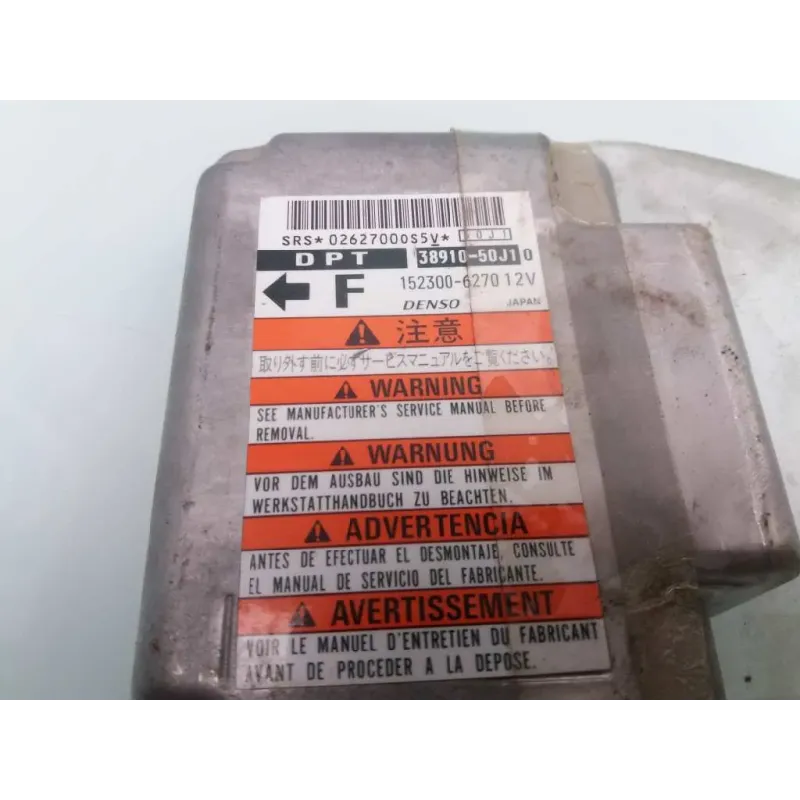 SRS*02627000S5V* 50J1
DPT 38910-50J10
F 152300-6270 12V
DENSO JAPAN
注意
取り外す前に必ずサービスマニュアルをご覧ください。
WARNING
SEE MANUFACTURER'S SERVICE MANUAL BEFORE
REMOVAL.
WARNUNG
VOR DEM AUSBAU SIND DIE HINWEISE IM
WERKSTATTHANDBUCH ZU BEACHTEN.
ADVERTENCIA
ANTES DE EFECTUAR EL DESMONTAJE, CONSULTE
EL MANUAL DE SERVICIO DEL FABRICANTE.
AVERTISSEMENT
VOIR LE MANUEL D'ENTRETIEN DU FABRICANT
AVANT DE PROCEDER A LA DEPOSE.